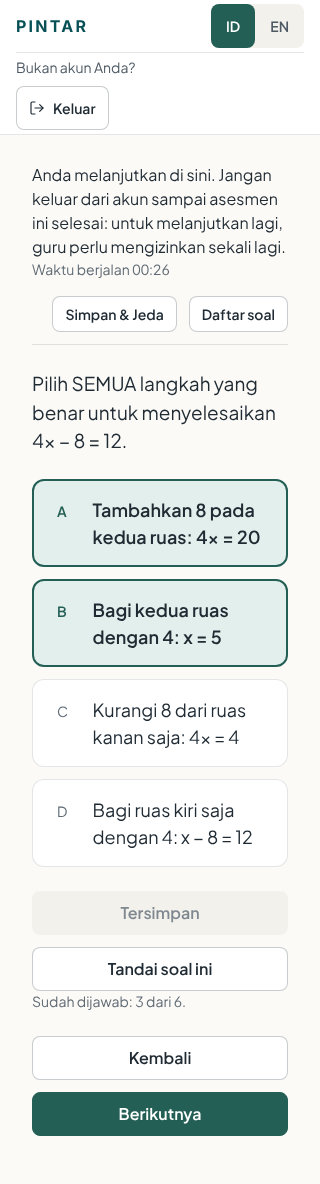 PINTAR
ID
EN
Bukan akun Anda?
Keluar
Anda melanjutkan di sini. Jangan
keluar dari akun sampai asesmen
ini selesai: untuk melanjutkan lagi,
guru perlu mengizinkan sekali lagi.
Waktu berjalan 00:26
Simpan & Jeda
Daftar soal
Pilih SEMUA langkah yang
benar untuk menyelesaikan
4× − 8 = 12.
A
Tambahkan 8 pada
kedua ruas: 4× = 20
B
Bagi kedua ruas
dengan 4: x = 5
C
Kurangi 8 dari ruas
kanan saja: 4× = 4
D
Bagi ruas kiri saja
dengan 4: x − 8 = 12
Tersimpan
Tandai soal ini
Sudah dijawab: 3 dari 6.
Kembali
Berikutnya